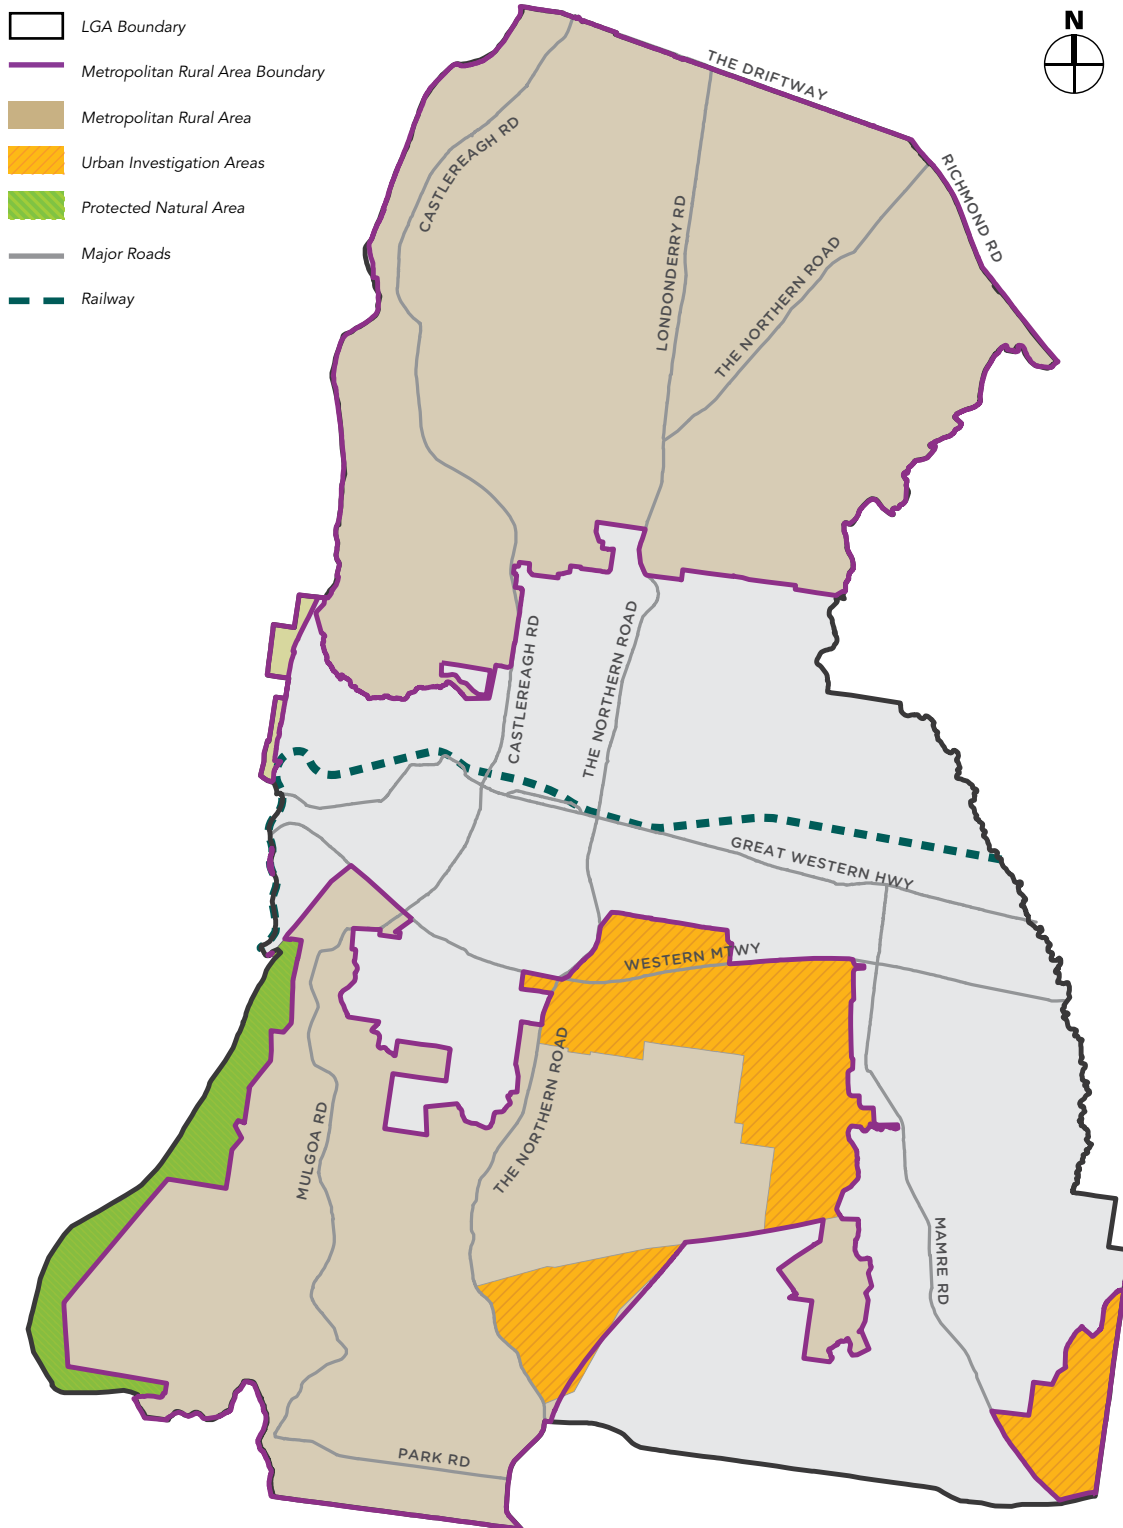 LGA Boundary
Metropolitan Rural Area Boundary
Metropolitan Rural Area
Urban Investigation Areas
Protected Natural Area
Major Roads
Railway
N
THE DRIFTWAY
CASTLEREAGH RD
RICHMOND RD
LONDONDERRY RD
THE NORTHERN ROAD
CASTLEREAGH RD
THE NORTHERN ROAD
GREAT WESTERN HWY
WESTERN MTWY
THE NORTHERN ROAD
MULGOA RD
MAMRE RD
PARK RD